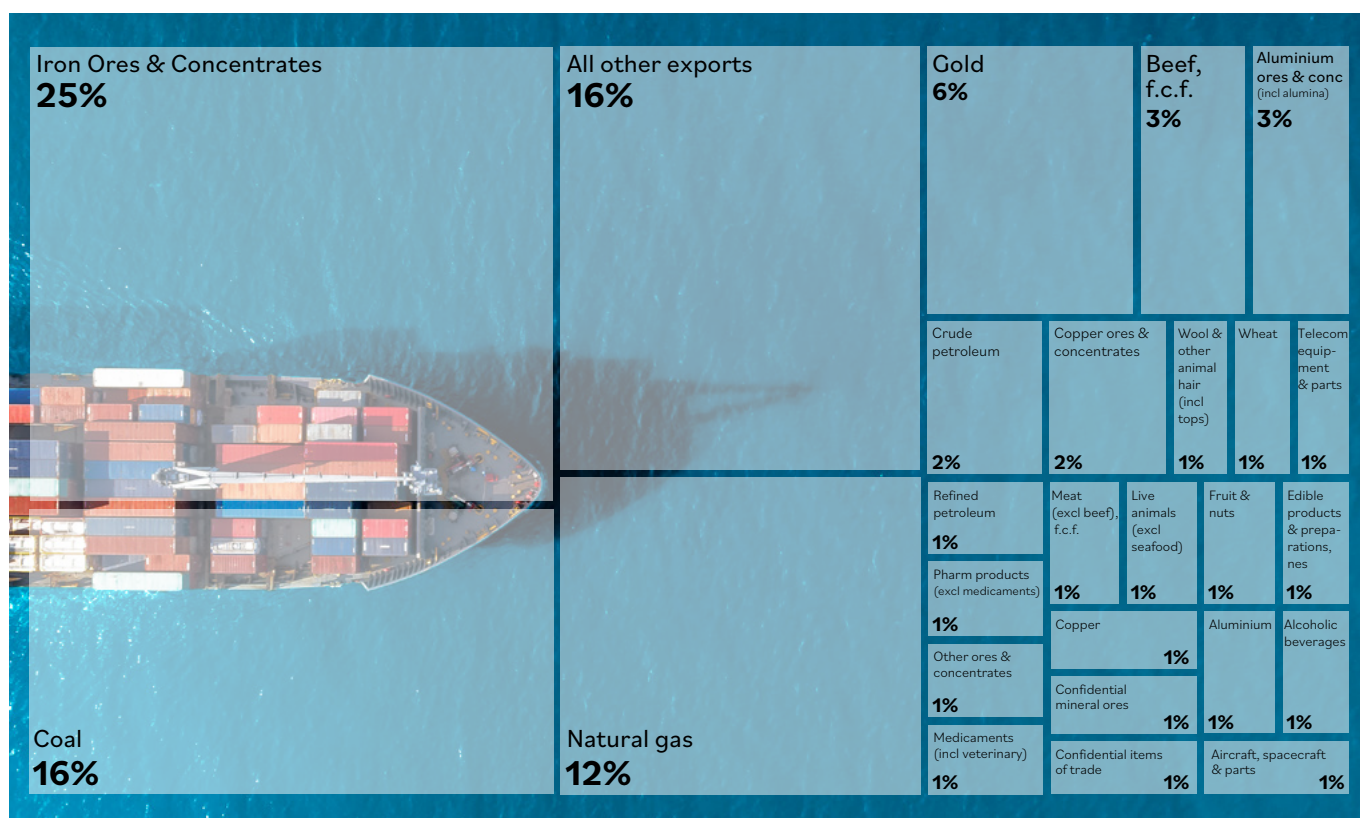 Iron Ores & Concentrates
25%
All other exports
16%
Gold
6%
Beef,
f.c.f.
3%
Aluminium
ores & conc
(incl alumina)
3%
Crude
petroleum
2%
Copper ores &
concentrates
2%
Wool &
other
animal
hair
(incl
tops)
1%
Wheat
1%
Telecom
equip-
ment
& parts
1%
Refined
petroleum
1%
Meat
(excl beef),
f.c.f.
1%
Live
animals
(excl
seafood)
1%
Fruit &
nuts
1%
Edible
products
& prepa-
rations,
nes
1%
Pharm products
(excl medicaments)
1%
Copper
1%
Aluminium
1%
Alcoholic
beverages
1%
Other ores &
concentrates
1%
Confidential
mineral ores
1%
Coal
16%
Natural gas
12%
Medicaments
(incl veterinary)
1%
Confidential items
of trade
1%
Aircraft, spacecraft
& parts
1%